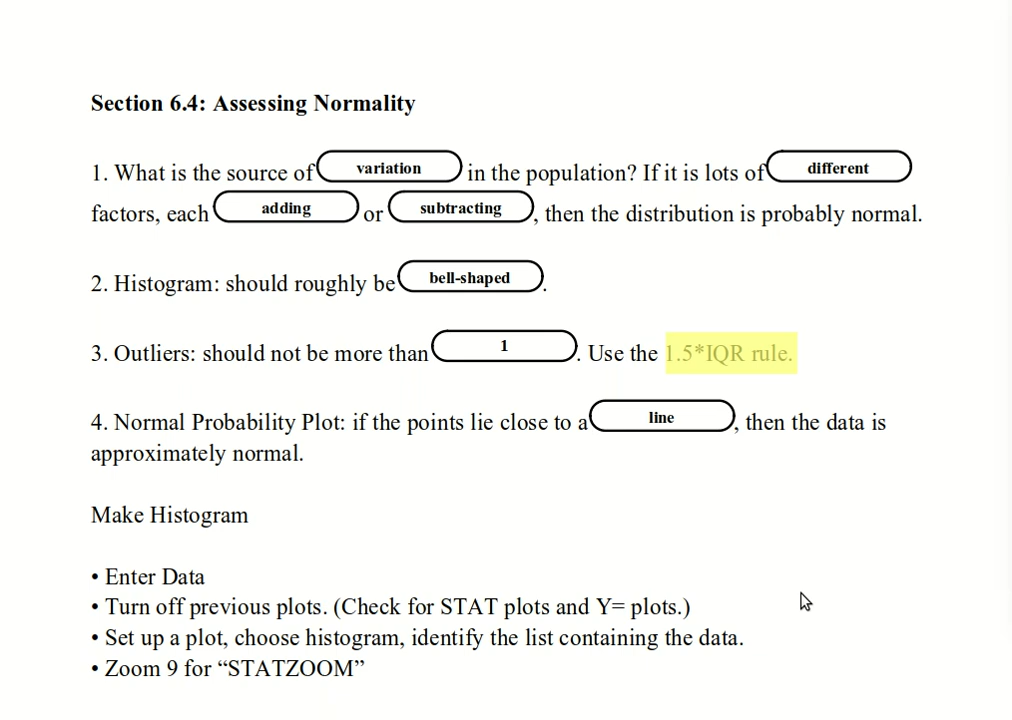 Section 6.4: Assessing Normality
1. What is the source of variation in the population? If it is lots of different
factors, each adding or subtracting, then the distribution is probably normal.
2. Histogram: should roughly be bell-shaped.
3. Outliers: should not be more than 1. Use the 1.5*IQR rule.
4. Normal Probability Plot: if the points lie close to a line, then the data is
approximately normal.
Make Histogram
• Enter Data
• Turn off previous plots. (Check for STAT plots and Y= plots.)
• Set up a plot, choose histogram, identify the list containing the data.
• Zoom 9 for “STATZOOM”